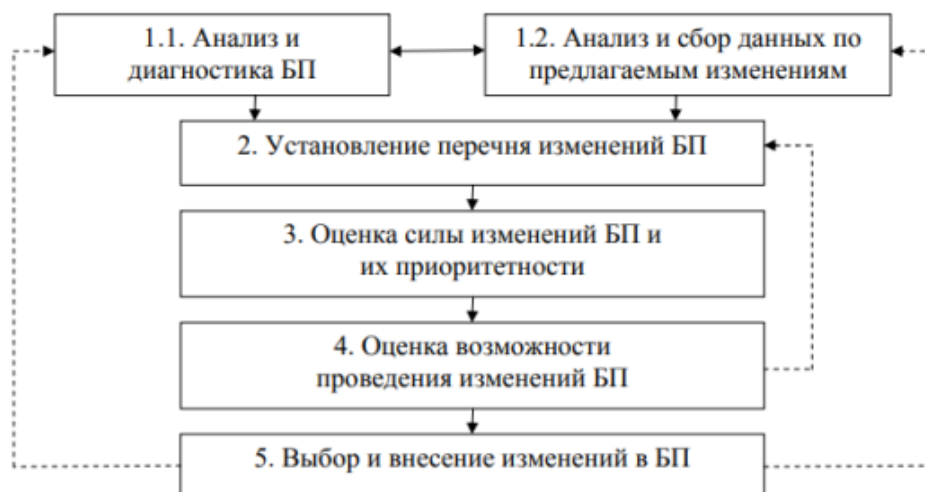 1.1. Анализ и
диагностика БП
1.2. Анализ и сбор данных по
предлагаемым изменениям
2. Установление перечня изменений БП
3. Оценка силы изменений БП и
их приоритетности
4. Оценка возможности
проведения изменений БП
5. Выбор и внесение изменений в БП